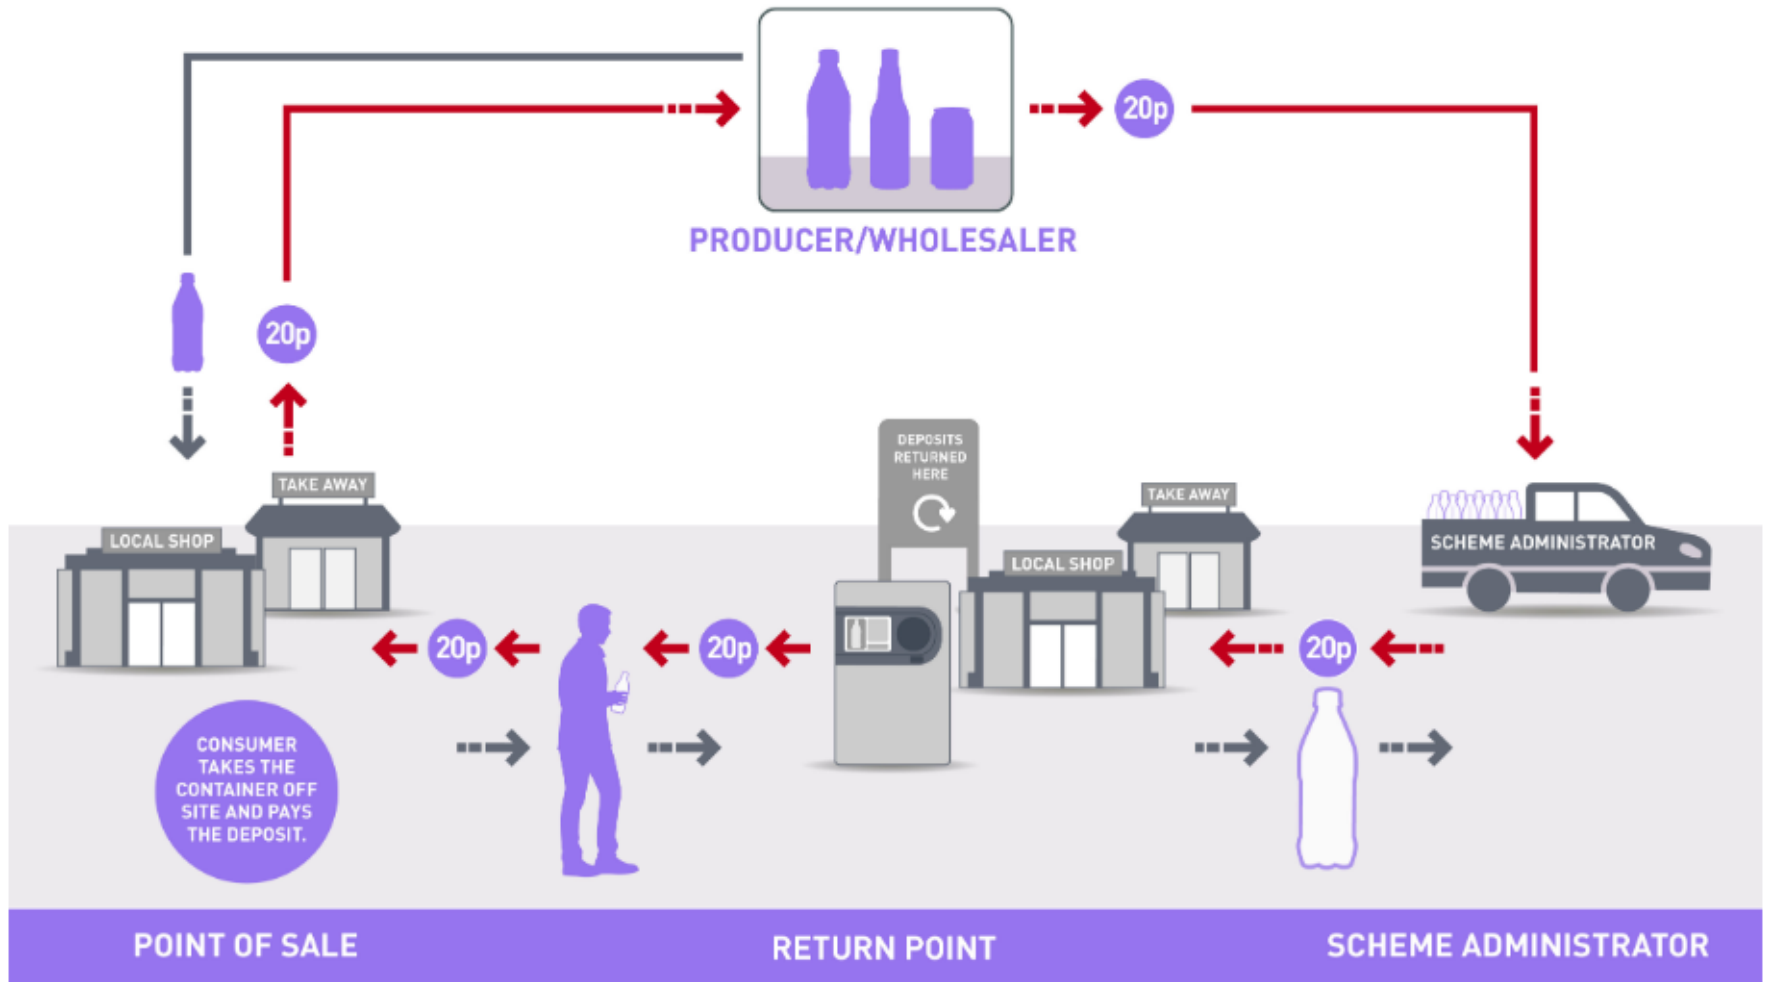 20p
PRODUCER/WHOLESALER
20p
DEPOSITS
RETURNED
HERE
TAKE AWAY
TAKE AWAY
LOCAL SHOP
SCHEME ADMINISTRATOR
LOCAL SHOP
20p
20p
20p
CONSUMER
TAKES THE
CONTAINER OFF
SITE AND PAYS
THE DEPOSIT.
POINT OF SALE
RETURN POINT
SCHEME ADMINISTRATOR